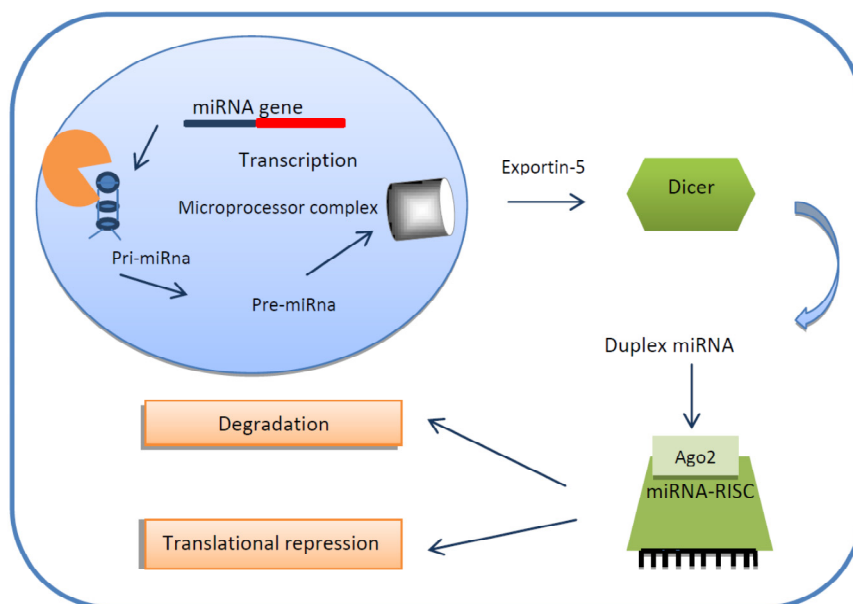 miRNA gene
Transcription
Microprocessor complex
Pri-miRna
Pre-miRna
Exportin-5
Dicer
Duplex miRNA
Ago2
miRNA-RISC
Degradation
Translational repression